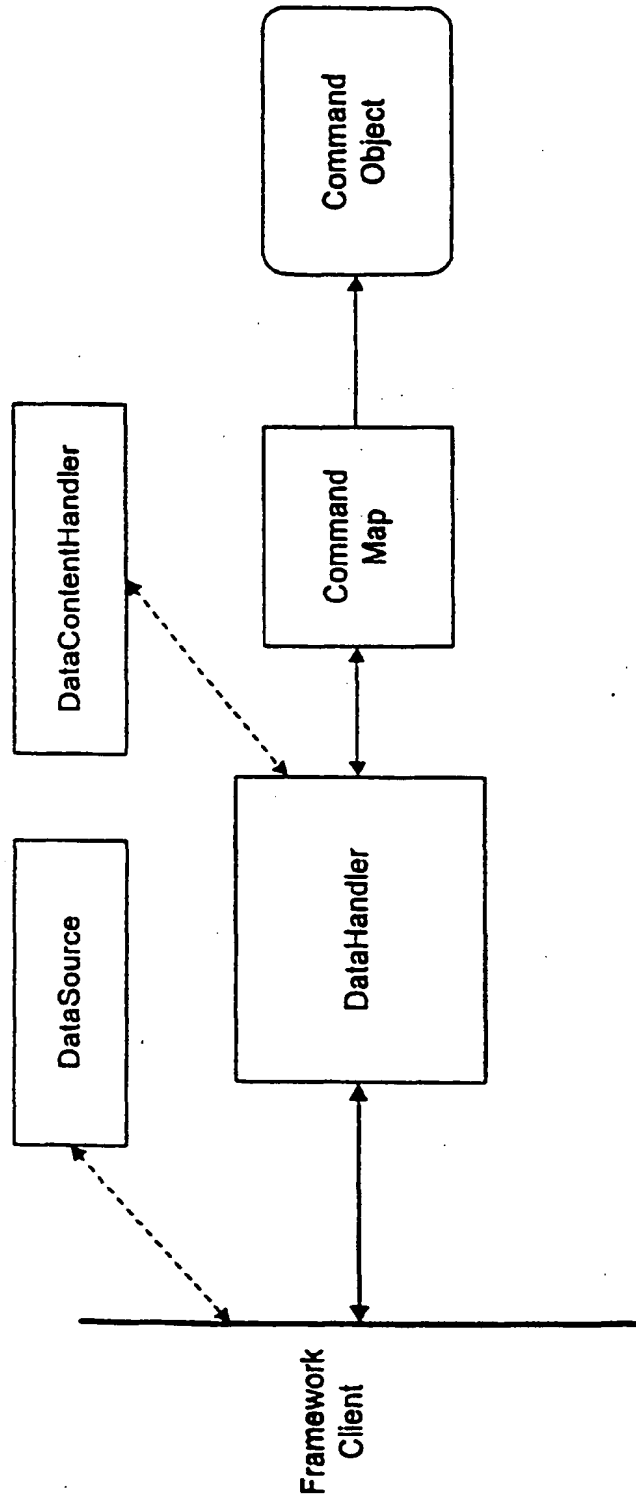 DataSource
DataContentHandler
Framework
Client
DataHandler
Command
Map
Command
Object